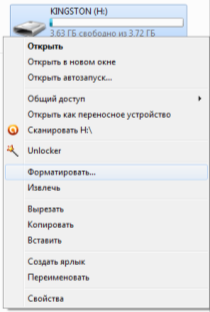 KINGSTON (H:)
3.63 ГБ свободно из 3.72 ГБ
Открыть
Открыть в новом окне
Открыть автозапуск...
Общий доступ
Открыть как переносное устройство
Сканировать H:\
Unlocker
Форматировать...
Извлечь
Вырезать
Копировать
Вставить
Создать ярлык
Переименовать
Свойства